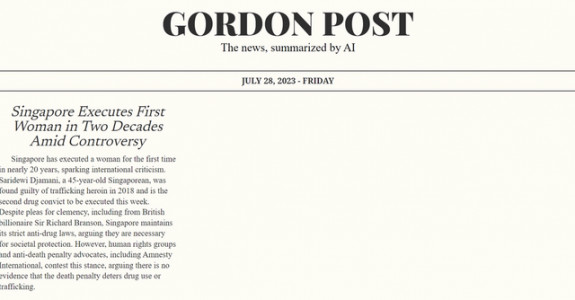 GORDON POST
The news, summarized by AI
JULY 28, 2023 - FRIDAY
Singapore Executes First
Woman in Two Decades
Amid Controversy
Singapore has executed a woman for the first time
in nearly 20 years, sparking international criticism.
Saridewi Djamani, a 45-year-old Singaporean, was
found guilty of trafficking heroin in 2018 and is the
second drug convict to be executed this week.
Despite pleas for clemency, including from British
billionaire Sir Richard Branson, Singapore maintains
its strict anti-drug laws, arguing they are necessary
for societal protection. However, human rights groups
and anti-death penalty advocates, including Amnesty
International, contest this stance, arguing there is no
evidence that the death penalty deters drug use or
trafficking.